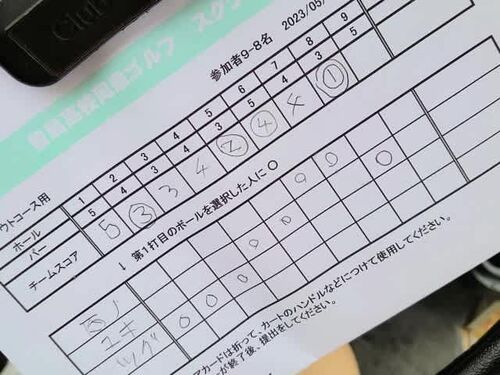 Club
親善ゴルフ スク
参加者9-8名 2023/05/
ウトコース用
ホール 1 2 3 4 5 6 7 8 9
パー 5 4 3 4 3 5 4 3 5
チームスコア 5 ③ 3 4 ② ④ 4 ①
↓ 第1打目のボールを選択した人に○
西ノ ○ ○ ○
ユキ ○ ○
ツグ ○ ○ ○ ○
アカードは折って、カートのハンドルなどにつけて使用してください。
が終了後、提出をしてください。